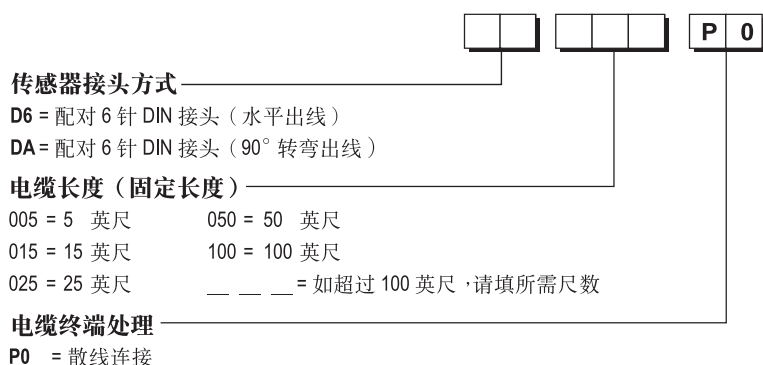 P 0
传感器接头方式
D6 = 配对 6 针 DIN 接头（水平出线）
DA = 配对 6 针 DIN 接头（90° 转弯出线）
电缆长度（固定长度）
005 = 5 英尺 050 = 50 英尺
015 = 15 英尺 100 = 100 英尺
025 = 25 英尺 __ __ __ = 如超过 100 英尺，请填所需尺数
电缆终端处理
P0 = 散线连接